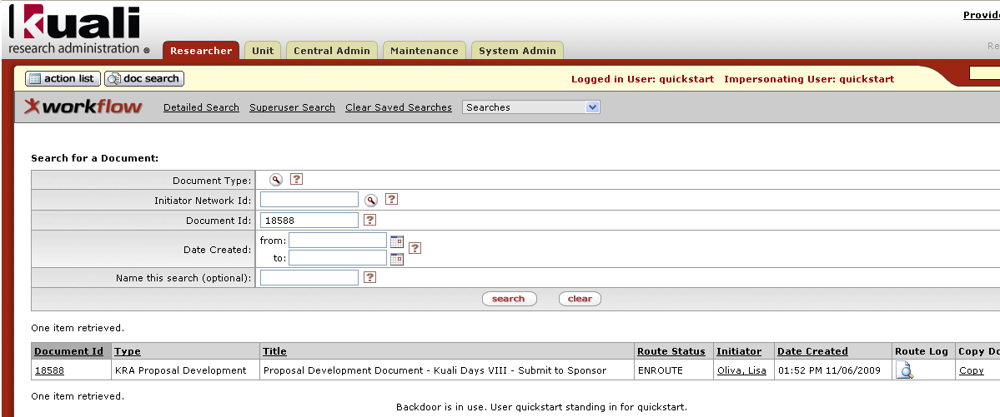 Kuali
research administration ®
Provide
Re
Researcher Unit Central Admin Maintenance System Admin
action list doc search Logged in User: quickstart Impersonating User: quickstart
workflow Detailed Search Superuser Search Clear Saved Searches Searches
Search for a Document:
Document Type: ?
Initiator Network Id: ?
Document Id: 18588 ?
Date Created: from: ?
to:
Name this search (optional): ?
search clear
One item retrieved.
Document Id Type Title Route Status Initiator Date Created Route Log Copy Do
18588 KRA Proposal Development Proposal Development Document - Kuali Days VIII - Submit to Sponsor ENROUTE Oliva, Lisa 01:52 PM 11/06/2009 Copy
One item retrieved.
Backdoor is in use. User quickstart standing in for quickstart.